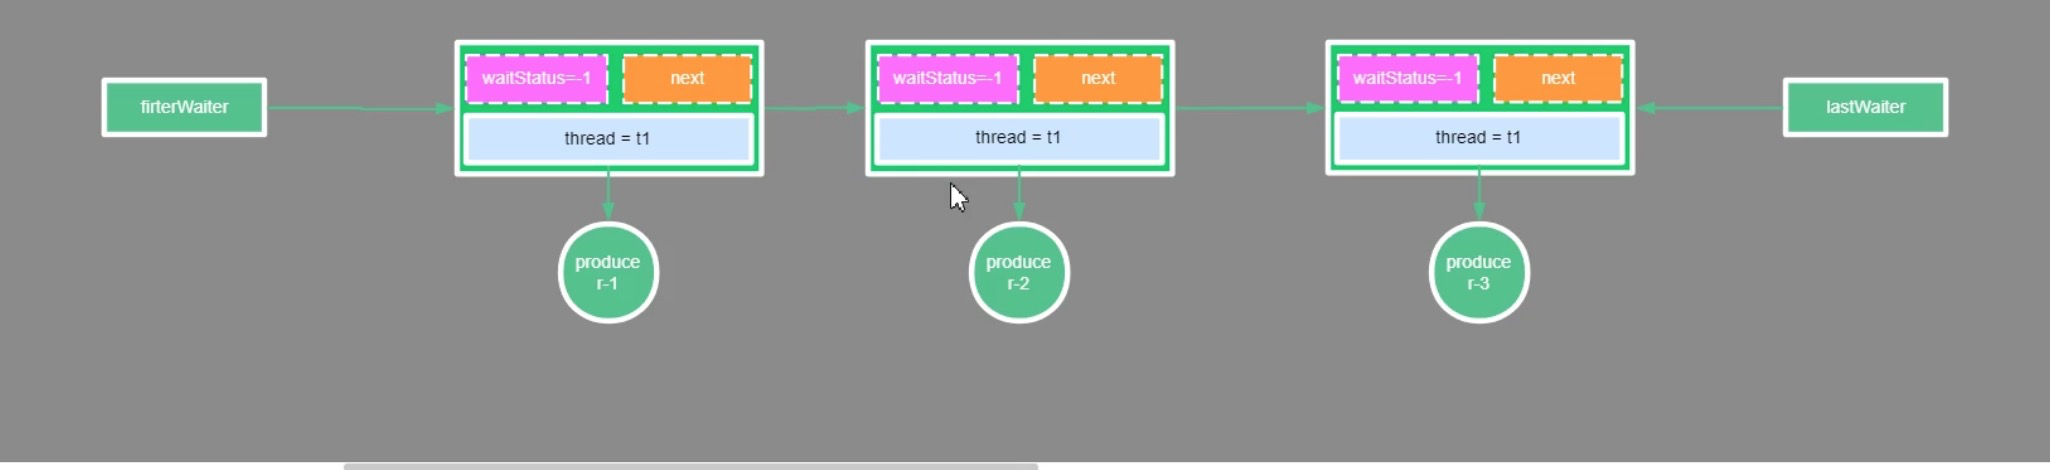 firterWaiter
waitStatus=-1
next
thread = t1
waitStatus=-1
next
thread = t1
waitStatus=-1
next
thread = t1
lastWaiter
produce
r-1
produce
r-2
produce
r-3